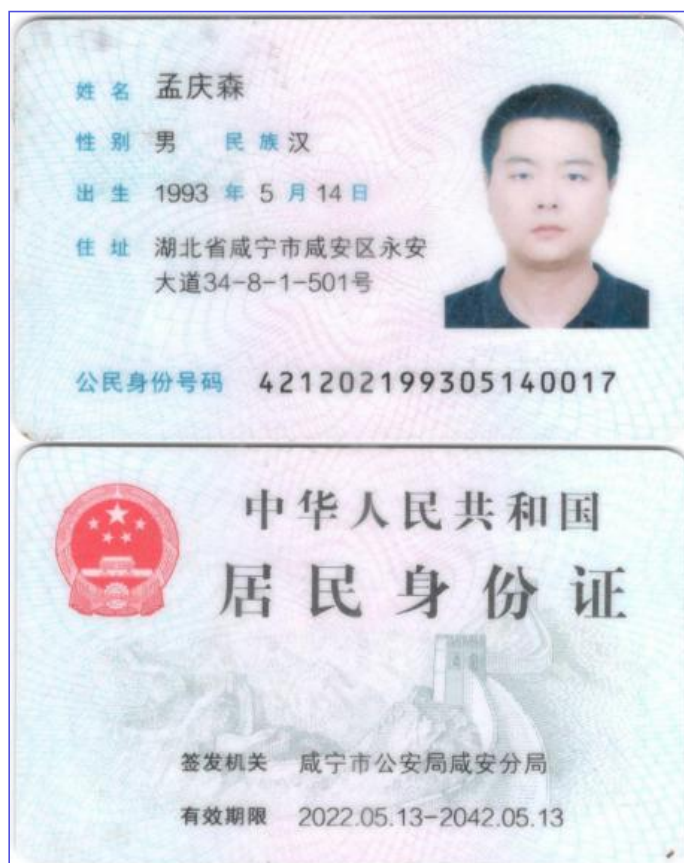 姓名 孟庆森
性别 男 民族 汉
出生 1993 年 5 月 14 日
住址 湖北省咸宁市咸安区永安
大道34-8-1-501号
公民身份号码 421202199305140017
中华人民共和国
居民身份证
签发机关 咸宁市公安局咸安分局
有效期限 2022.05.13-2042.05.13